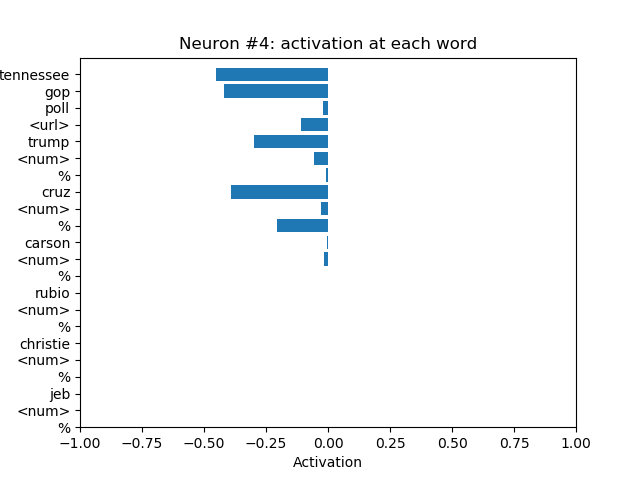 Neuron #4: activation at each word
tennessee
gop
poll
<url>
trump
<num>
%
cruz
<num>
%
carson
<num>
%
rubio
<num>
%
christie
<num>
%
jeb
<num>
%
−1.00 −0.75 −0.50 −0.25 0.00 0.25 0.50 0.75 1.00
Activation